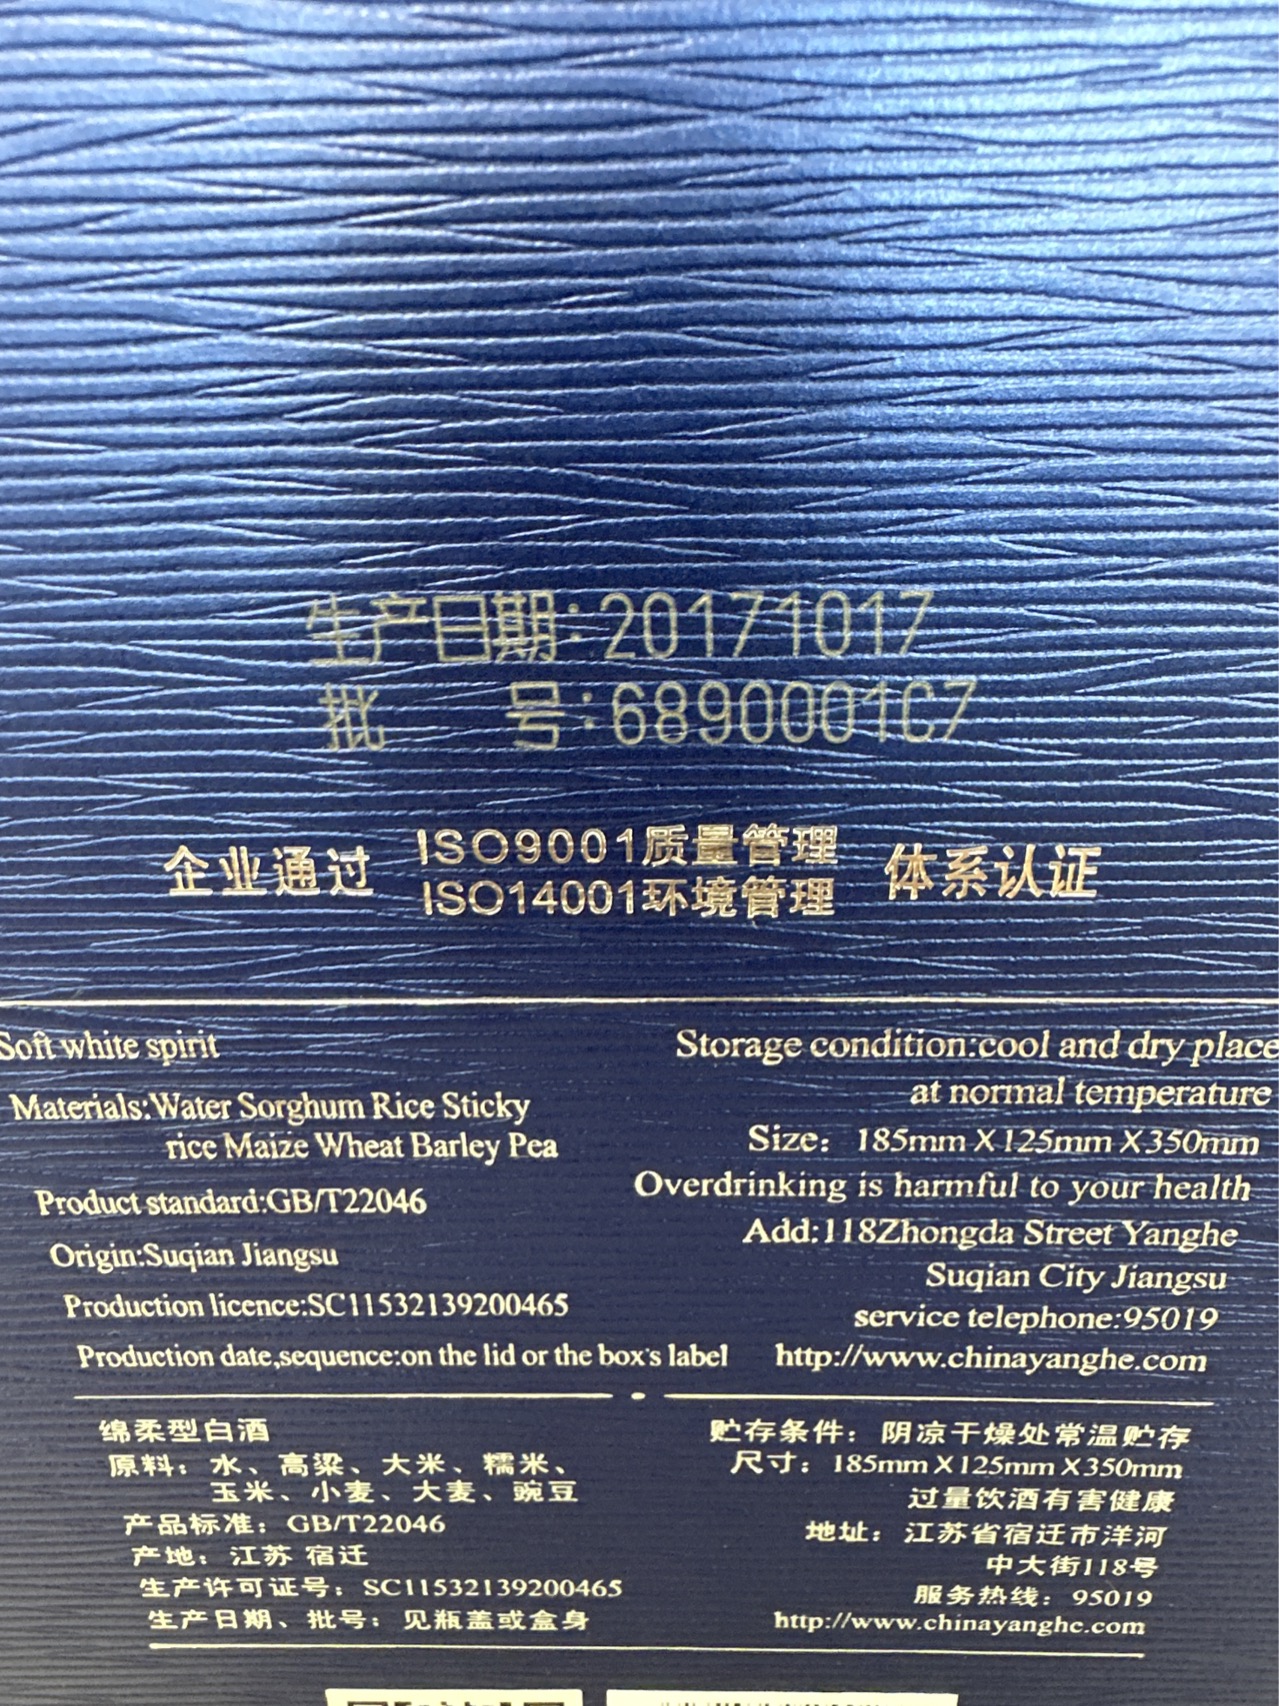 生产日期:20171017
批 号:6890001C7
企业通过 ISO9001质量管理 体系认证
ISO14001环境管理
Soft white spirit
Materials:Water Sorghum Rice Sticky
rice Maize Wheat Barley Pea
Product standard:GB/T22046
Origin:Suqian Jiangsu
Production licence:SC11532139200465
Production date,sequence:on the lid or the box's label
Storage condition:cool and dry place
at normal temperature
Size: 185mm X 125mm X 350mm
Overdrinking is harmful to your health
Add:118Zhongda Street Yanghe
Suqian City Jiangsu
service telephone:95019
http://www.chinayanghe.com
绵柔型白酒
原料：水、高粱、大米、糯米、
玉米、小麦、大麦、豌豆
产品标准：GB/T22046
产地：江苏 宿迁
生产许可证号：SC11532139200465
生产日期、批号：见瓶盖或盒身
贮存条件：阴凉干燥处常温贮存
尺寸：185mm X 125mm X 350mm
过量饮酒有害健康
地址：江苏省宿迁市洋河
中大街118号
服务热线：95019
http://www.chinayanghe.com